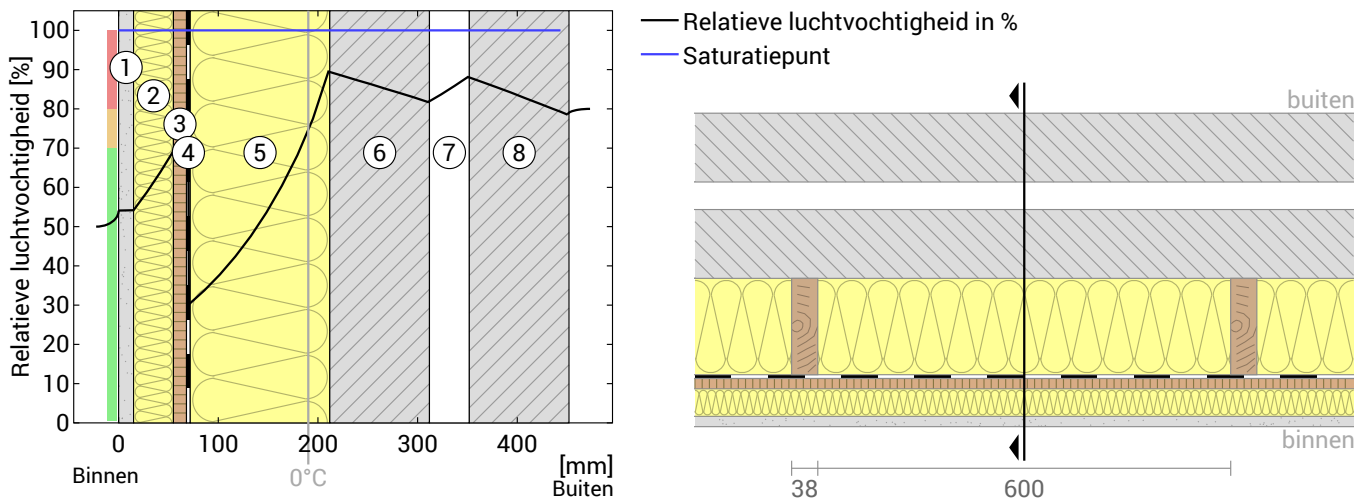 Relatieve luchtvochtigheid in %
Saturatiepunt
Relatieve luchtvochtigheid [%]
100
90
80
70
60
50
40
30
20
10
0
1
2
3
4
5
6
7
8
0 100 200 300 400
Binnen
0°C
[mm]
Buiten
buiten
binnen
38 600